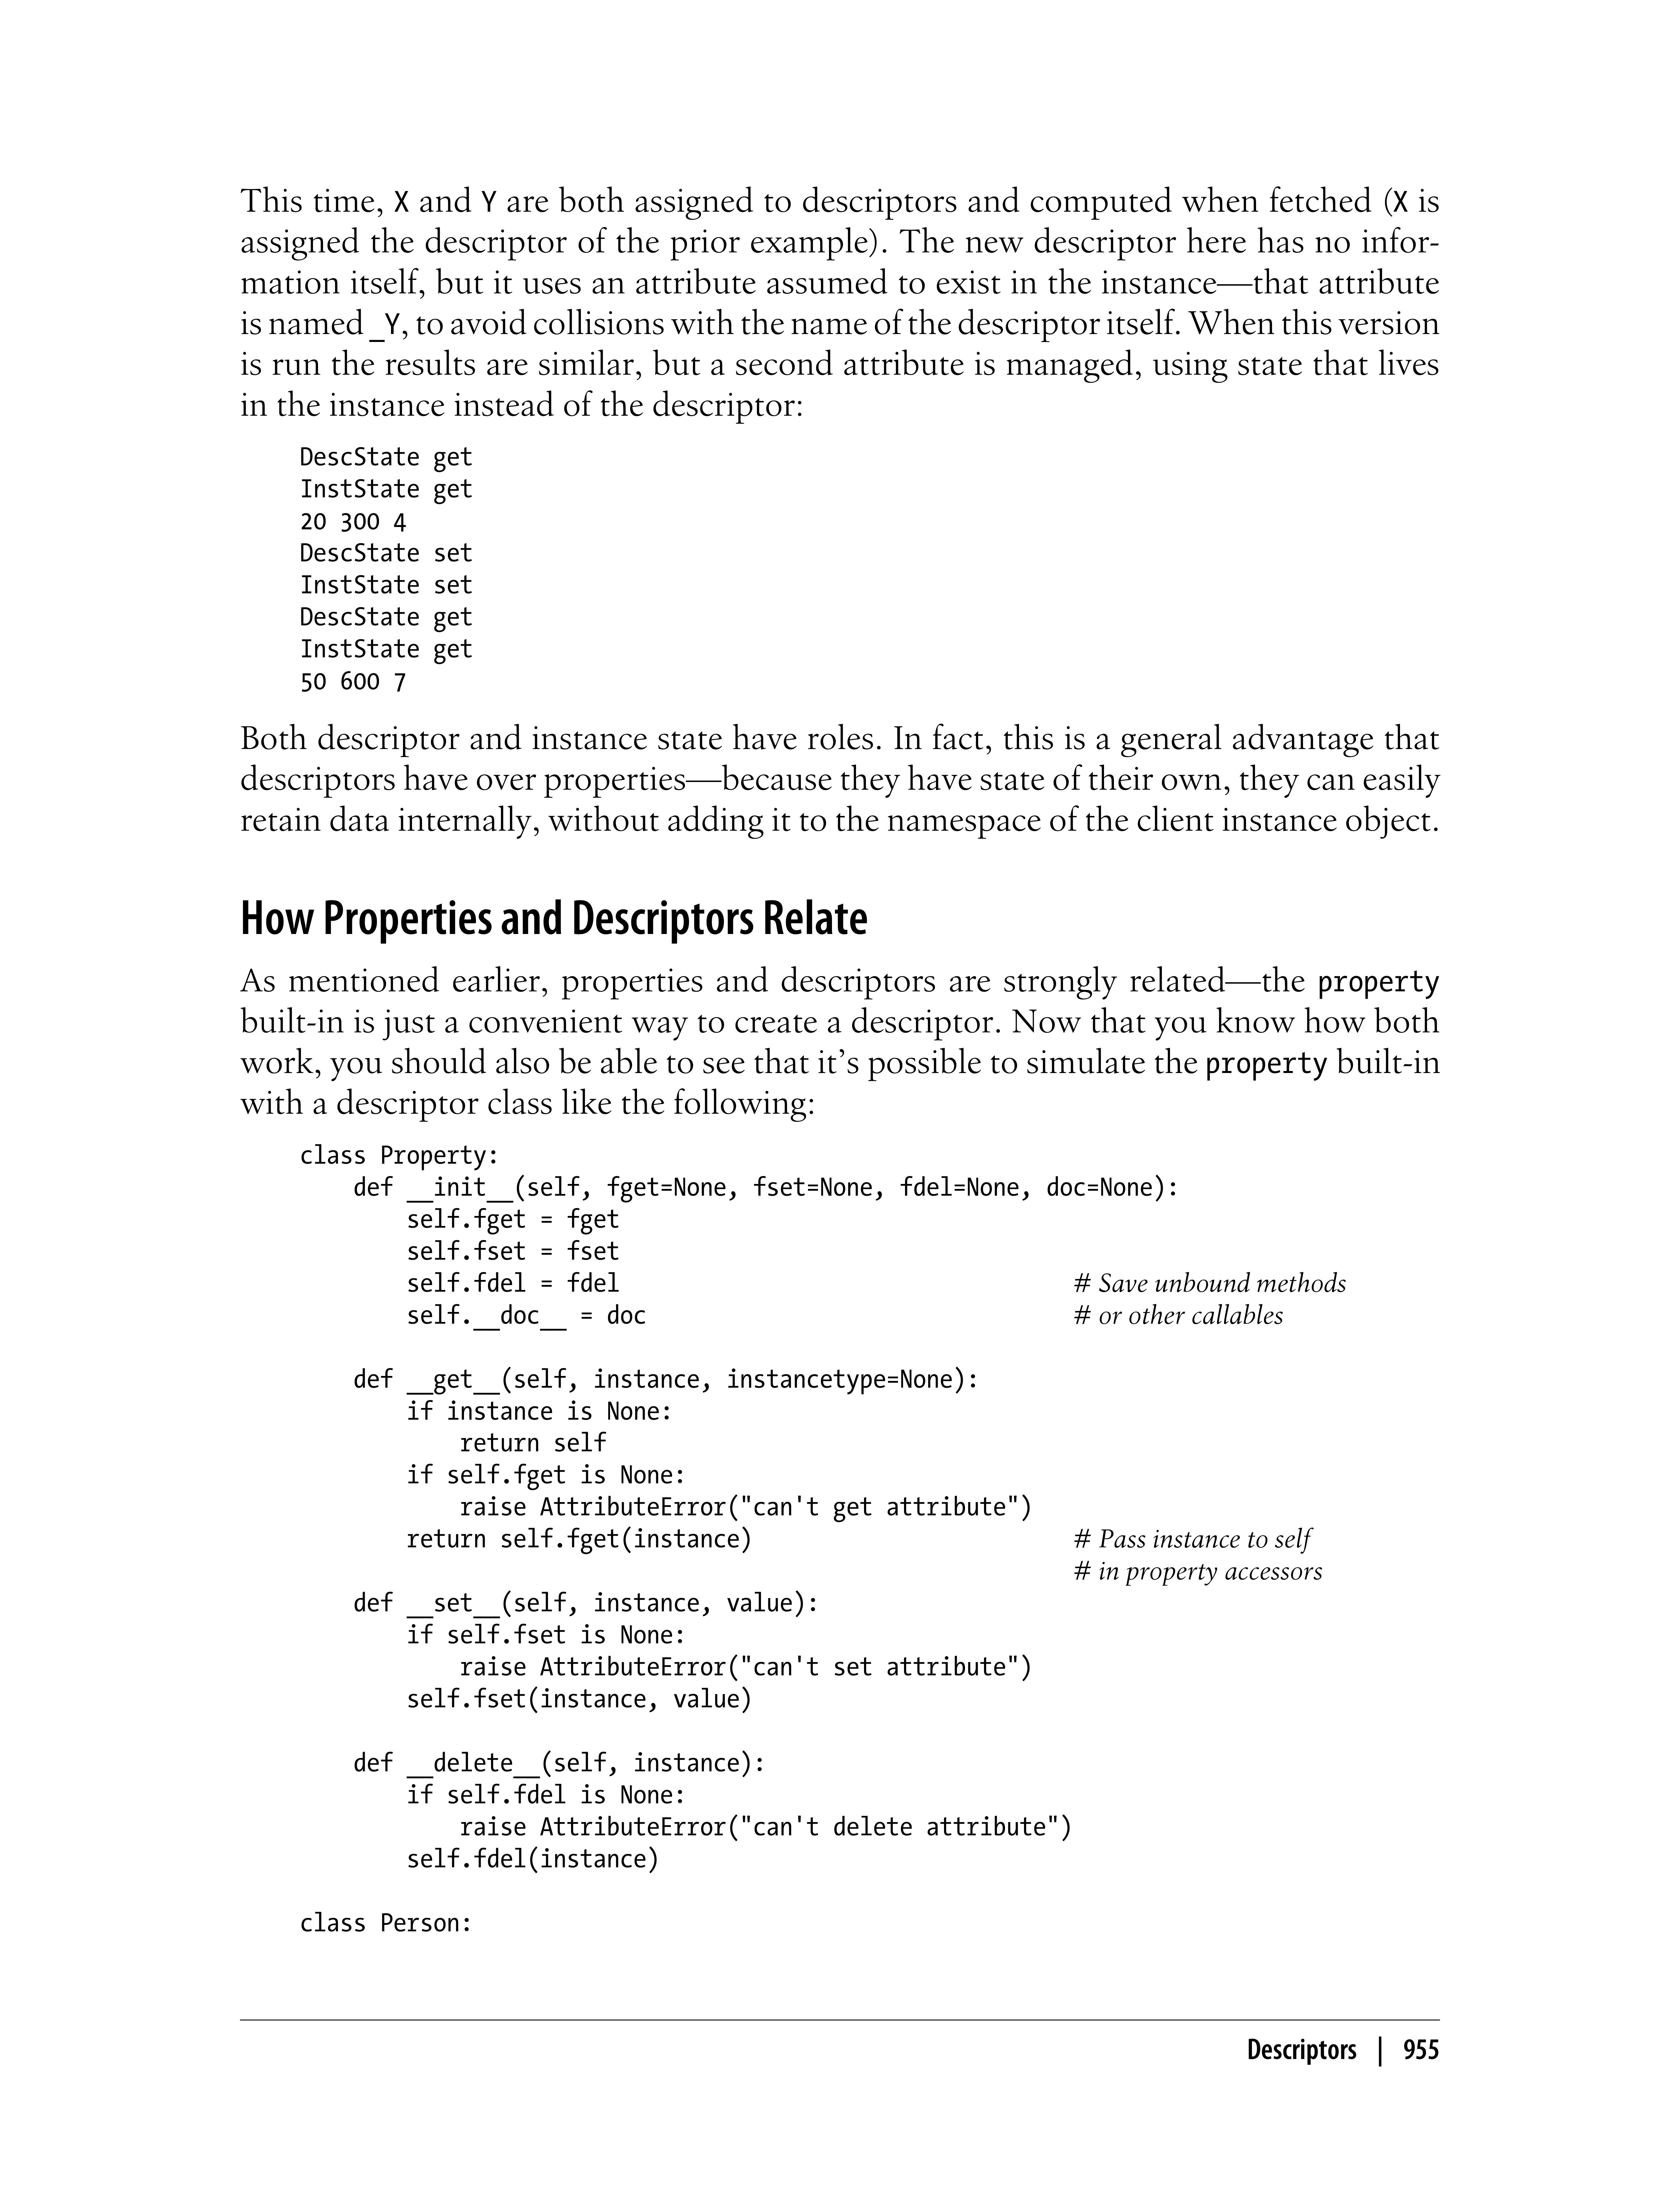 This time, X and Y are both assigned to descriptors and computed when fetched (X is
assigned the descriptor of the prior example). The new descriptor here has no infor-
mation itself, but it uses an attribute assumed to exist in the instance—that attribute
is named _Y, to avoid collisions with the name of the descriptor itself. When this version
is run the results are similar, but a second attribute is managed, using state that lives
in the instance instead of the descriptor:
DescState get
InstState get
20 300 4
DescState set
InstState set
DescState get
InstState get
50 600 7
Both descriptor and instance state have roles. In fact, this is a general advantage that
descriptors have over properties—because they have state of their own, they can easily
retain data internally, without adding it to the namespace of the client instance object.
How Properties and Descriptors Relate
As mentioned earlier, properties and descriptors are strongly related—the property
built-in is just a convenient way to create a descriptor. Now that you know how both
work, you should also be able to see that it’s possible to simulate the property built-in
with a descriptor class like the following:
class Property:
    def __init__(self, fget=None, fset=None, fdel=None, doc=None):
        self.fget = fget
        self.fset = fset
        self.fdel = fdel                                  # Save unbound methods
        self.__doc__ = doc                                # or other callables

    def __get__(self, instance, instancetype=None):
        if instance is None:
            return self
        if self.fget is None:
            raise AttributeError("can't get attribute")
        return self.fget(instance)                        # Pass instance to self
                                                          # in property accessors
    def __set__(self, instance, value):
        if self.fset is None:
            raise AttributeError("can't set attribute")
        self.fset(instance, value)

    def __delete__(self, instance):
        if self.fdel is None:
            raise AttributeError("can't delete attribute")
        self.fdel(instance)

class Person:
Descriptors | 955